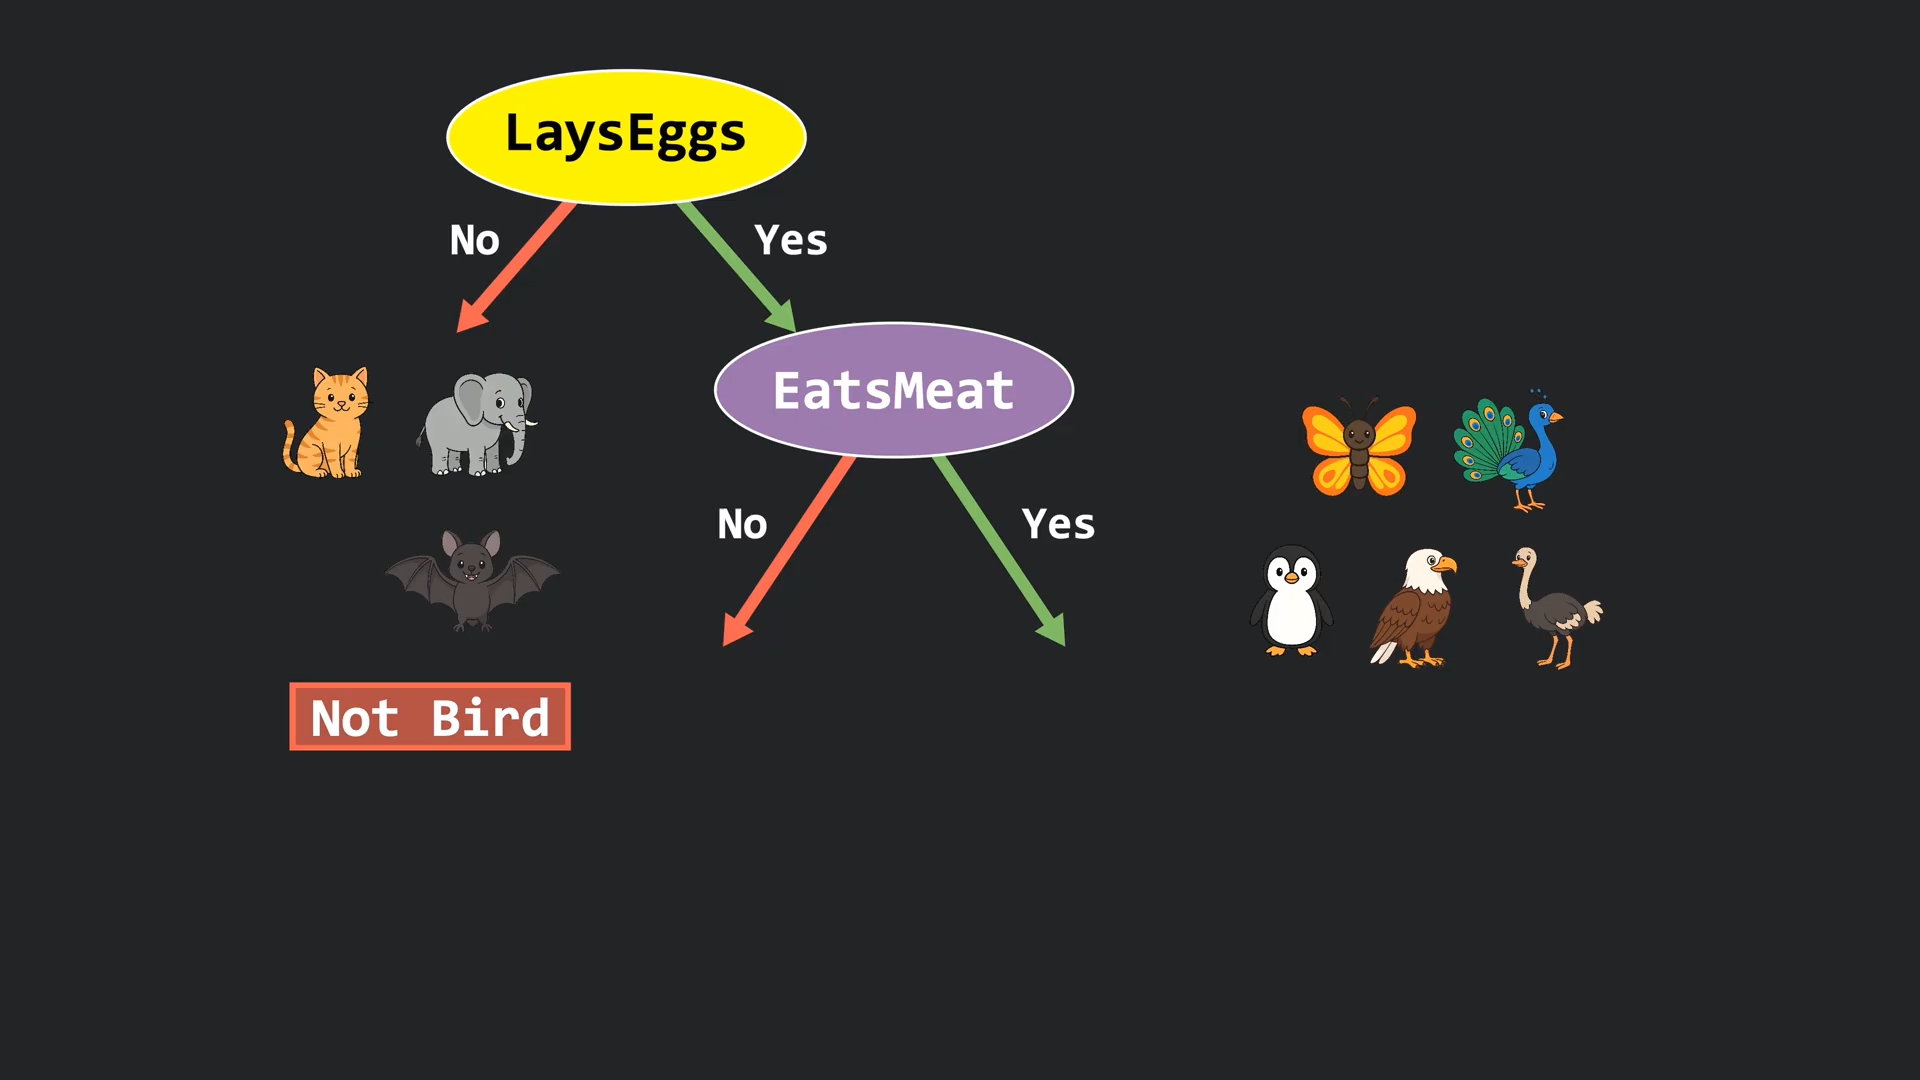 LaysEggs
No
Yes
EatsMeat
No
Yes
Not Bird